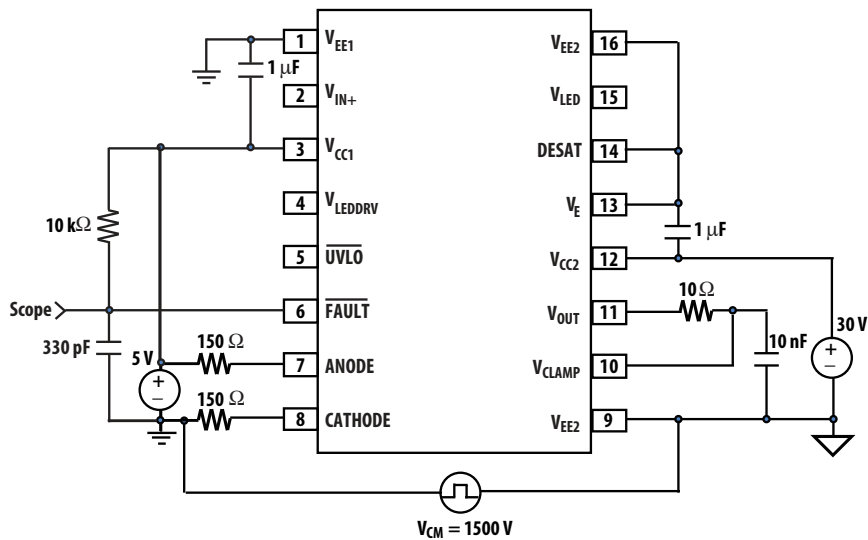 1 V_EE1 V_EE2 16
1 μF
2 V_IN+ V_LED 15
3 V_CC1 DESAT 14
10 kΩ
4 V_LEDDRV V_E 13
1 μF
5 UVLO V_CC2 12
10 Ω
Scope 6 FAULT V_OUT 11
330 pF 5 V 150 Ω 10 nF 30 V
7 ANODE V_CLAMP 10
+ − + −
150 Ω
8 CATHODE V_EE2 9
V_CM = 1500 V